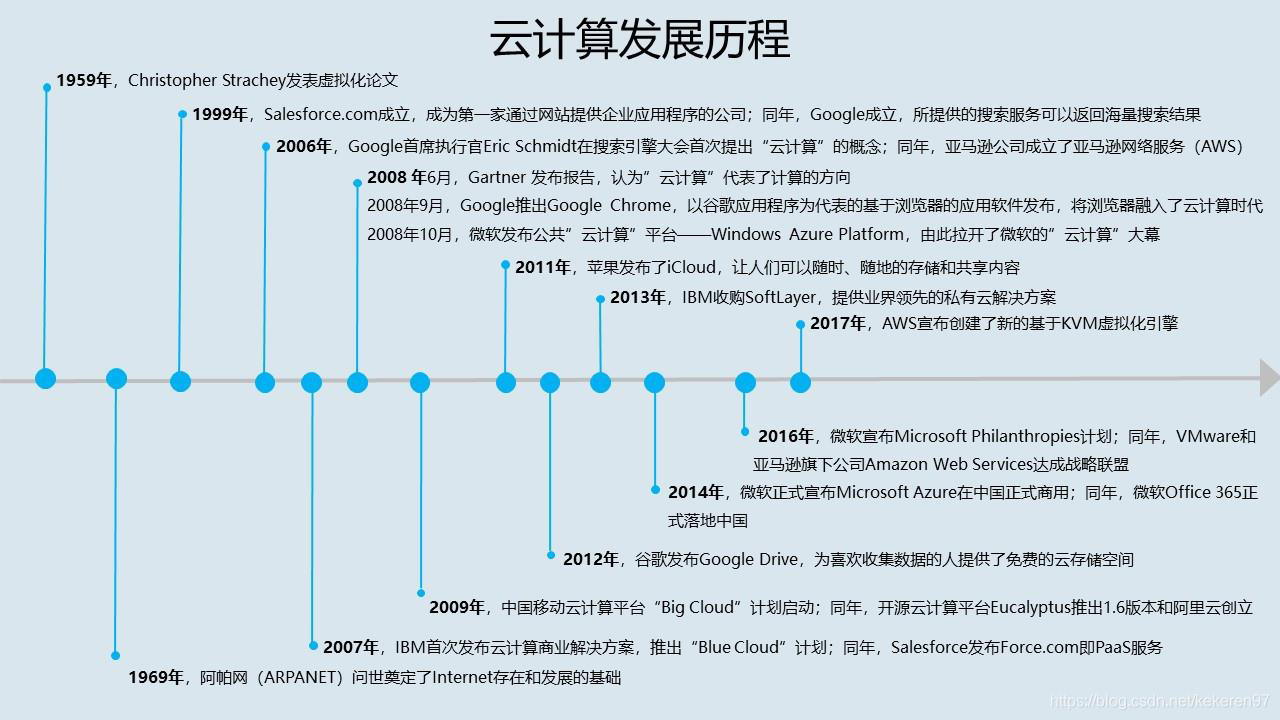 云计算发展历程
1959年，Christopher Strachey发表虚拟化论文
1999年，Salesforce.com成立，成为第一家通过网站提供企业应用程序的公司；同年，Google成立，所提供的搜索服务可以返回海量搜索结果
2006年，Google首席执行官Eric Schmidt在搜索引擎大会首次提出“云计算”的概念；同年，亚马逊公司成立了亚马逊网络服务（AWS）
2008 年6月，Gartner 发布报告，认为”云计算”代表了计算的方向
2008年9月，Google推出Google Chrome，以谷歌应用程序为代表的基于浏览器的应用软件发布，将浏览器融入了云计算时代
2008年10月，微软发布公共”云计算”平台——Windows Azure Platform，由此拉开了微软的”云计算”大幕
2011年，苹果发布了iCloud，让人们可以随时、随地的存储和共享内容
2013年，IBM收购SoftLayer，提供业界领先的私有云解决方案
2017年，AWS宣布创建了新的基于KVM虚拟化引擎
2016年，微软宣布Microsoft Philanthropies计划；同年，VMware和
亚马逊旗下公司Amazon Web Services达成战略联盟
2014年，微软正式宣布Microsoft Azure在中国正式商用；同年，微软Office 365正
式落地中国
2012年，谷歌发布Google Drive，为喜欢收集数据的人提供了免费的云存储空间
2009年，中国移动云计算平台“Big Cloud”计划启动；同年，开源云计算平台Eucalyptus推出1.6版本和阿里云创立
2007年，IBM首次发布云计算商业解决方案，推出“Blue Cloud”计划；同年，Salesforce发布Force.com即PaaS服务
1969年，阿帕网（ARPANET）问世奠定了Internet存在和发展的基础
https://blog.csdn.net/kekeren97